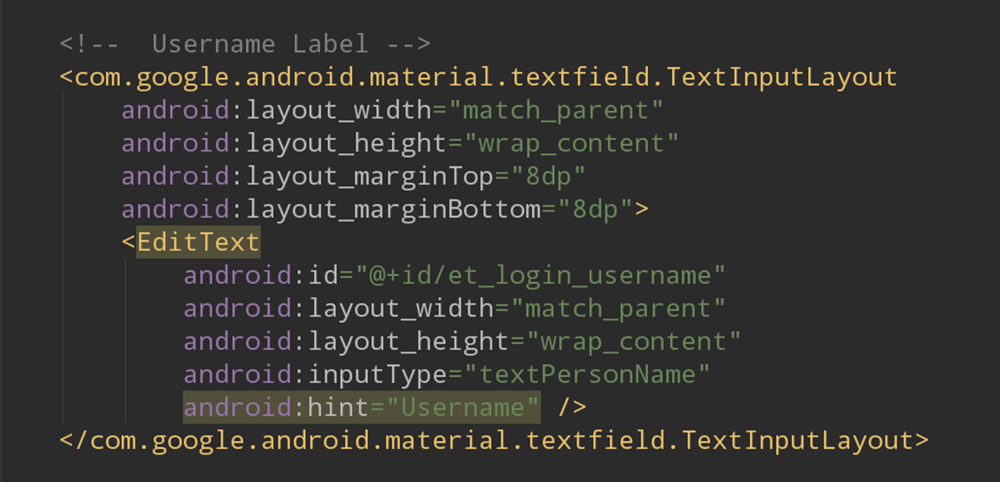 <!--  Username Label -->
<com.google.android.material.textfield.TextInputLayout
    android:layout_width="match_parent"
    android:layout_height="wrap_content"
    android:layout_marginTop="8dp"
    android:layout_marginBottom="8dp">
    <EditText
        android:id="@+id/et_login_username"
        android:layout_width="match_parent"
        android:layout_height="wrap_content"
        android:inputType="textPersonName"
        android:hint="Username" />
</com.google.android.material.textfield.TextInputLayout>